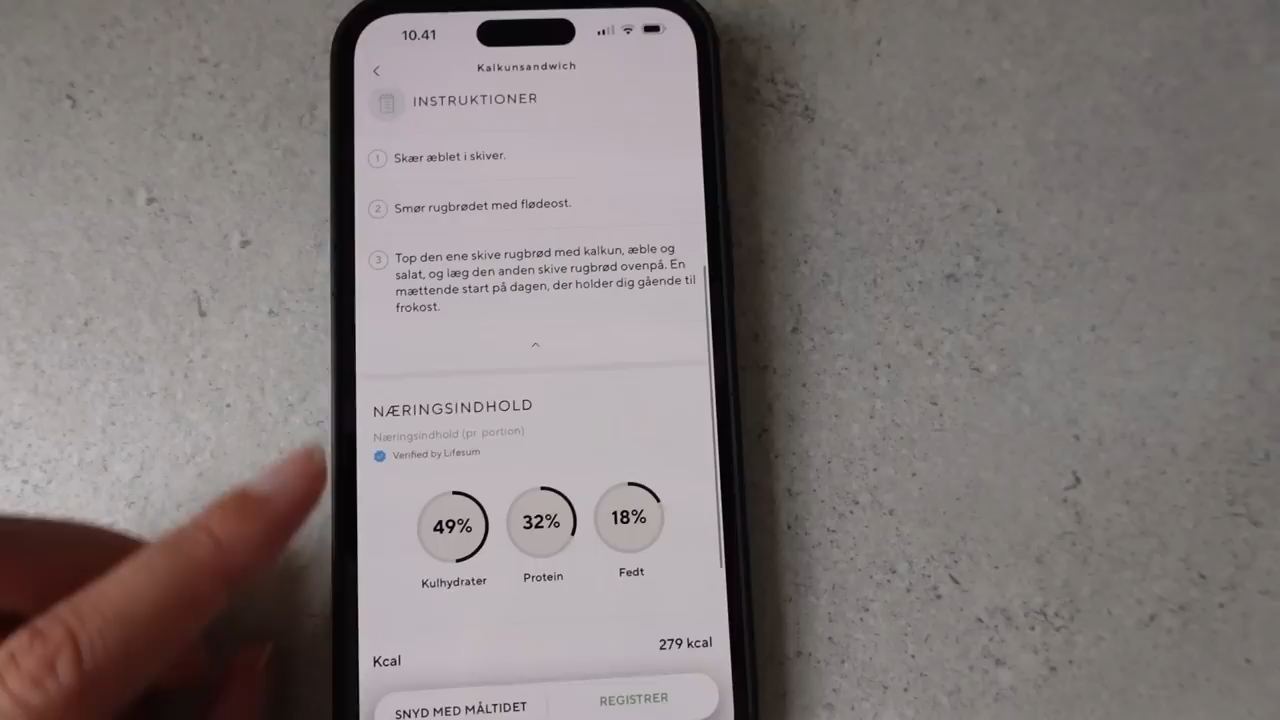 10.41
Kalkunsandwich
INSTRUKTIONER
1 Skær æblet i skiver.
2 Smør rugbrødet med flødeost.
3 Top den ene skive rugbrød med kalkun, æble og
salat, og læg den anden skive rugbrød ovenpå. En
mættende start på dagen, der holder dig gående til
frokost.
NÆRINGSINDHOLD
Næringsindhold (pr. portion)
Verified by Lifesum
49% 32% 18%
Kulhydrater Protein Fedt
Kcal 279 kcal
SNYD MED MÅLTIDET REGISTRER